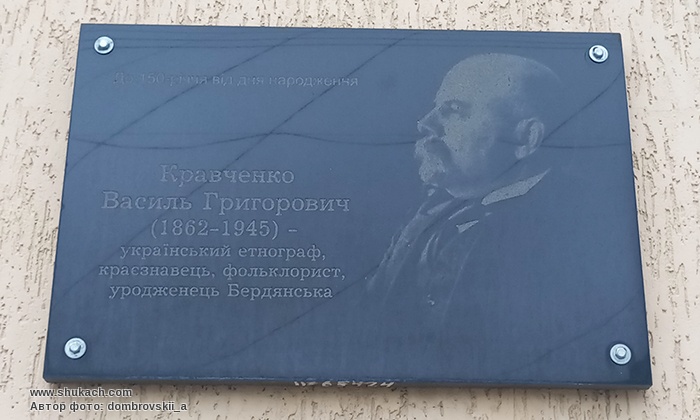 До 150-річчя від дня народження
Кравченко
Василь Григорович
(1862-1945) –
український етнограф,
краєзнавець, фольклорист,
уродженець Бердянська
www.shukach.com
Автор фото: dombrovskii_a